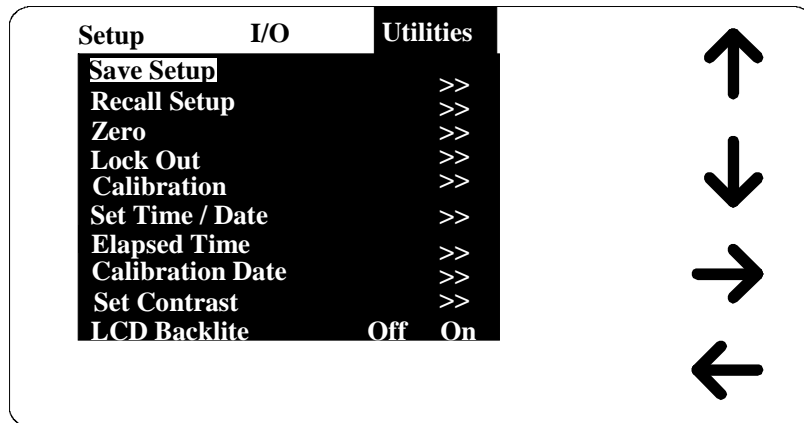 Setup I/O Utilities
Save Setup >>
Recall Setup >>
Zero >>
Lock Out >>
Calibration >>
Set Time / Date >>
Elapsed Time >>
Calibration Date >>
Set Contrast >>
LCD Backlite Off On